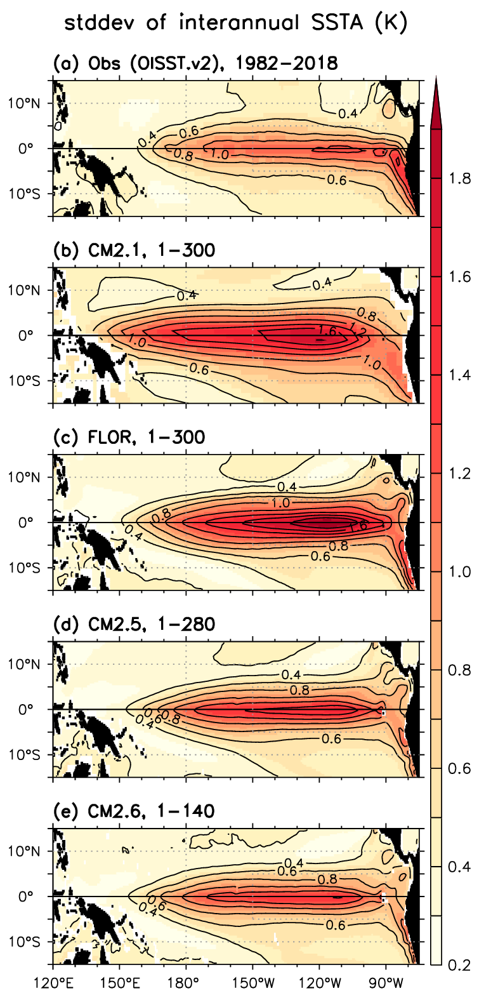 stddev of interannual SSTA (K)
(a) Obs (OISST.v2), 1982−2018
10°N
0°
10°S
0.4
0.6
0.4
0.8
1.0
0.6
(b) CM2.1, 1−300
10°N
0°
10°S
0.4
0.4
0.8
1.6
1.2
1.0
1.0
0.6
(c) FLOR, 1−300
10°N
0°
10°S
0.4
1.0
0.8
1.6
0.4
0.8
0.6
(d) CM2.5, 1−280
10°N
0°
10°S
0.4
0.8
0.6
0.8
0.4
0.6
(e) CM2.6, 1−140
10°N
0°
10°S
0.4
0.6
0.8
0.6
0.4
0.6
120°E 150°E 180° 150°W 120°W 90°W
1.8
1.6
1.4
1.2
1.0
0.8
0.6
0.4
0.2